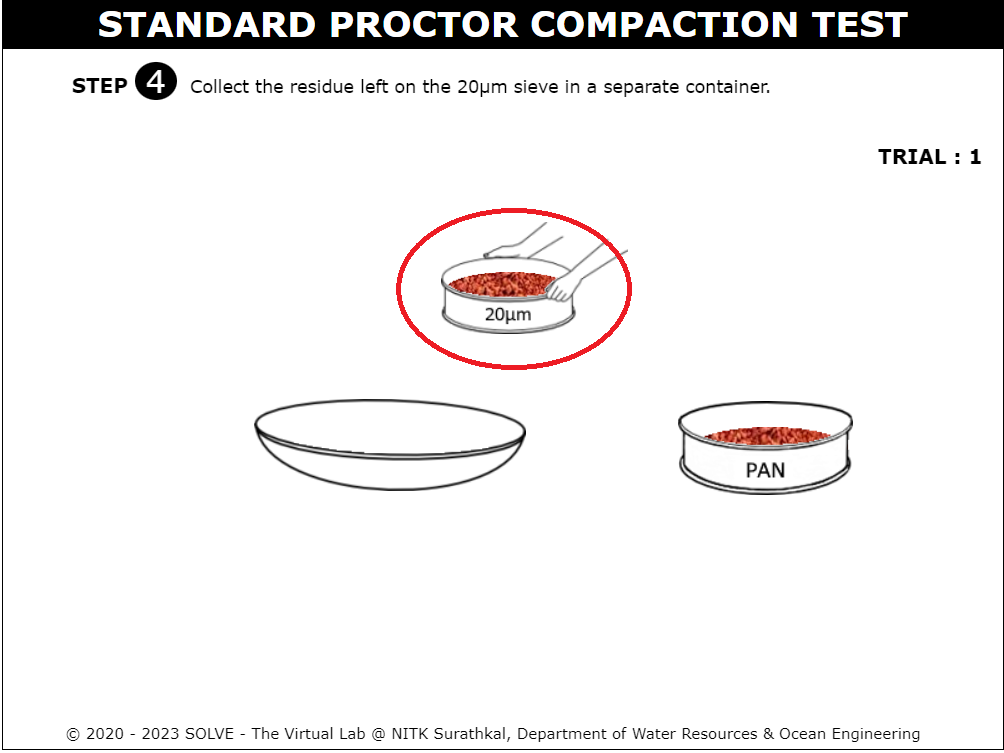 STANDARD PROCTOR COMPACTION TEST
STEP 4 Collect the residue left on the 20µm sieve in a separate container.
TRIAL : 1
20µm
PAN
© 2020 - 2023 SOLVE - The Virtual Lab @ NITK Surathkal, Department of Water Resources & Ocean Engineering